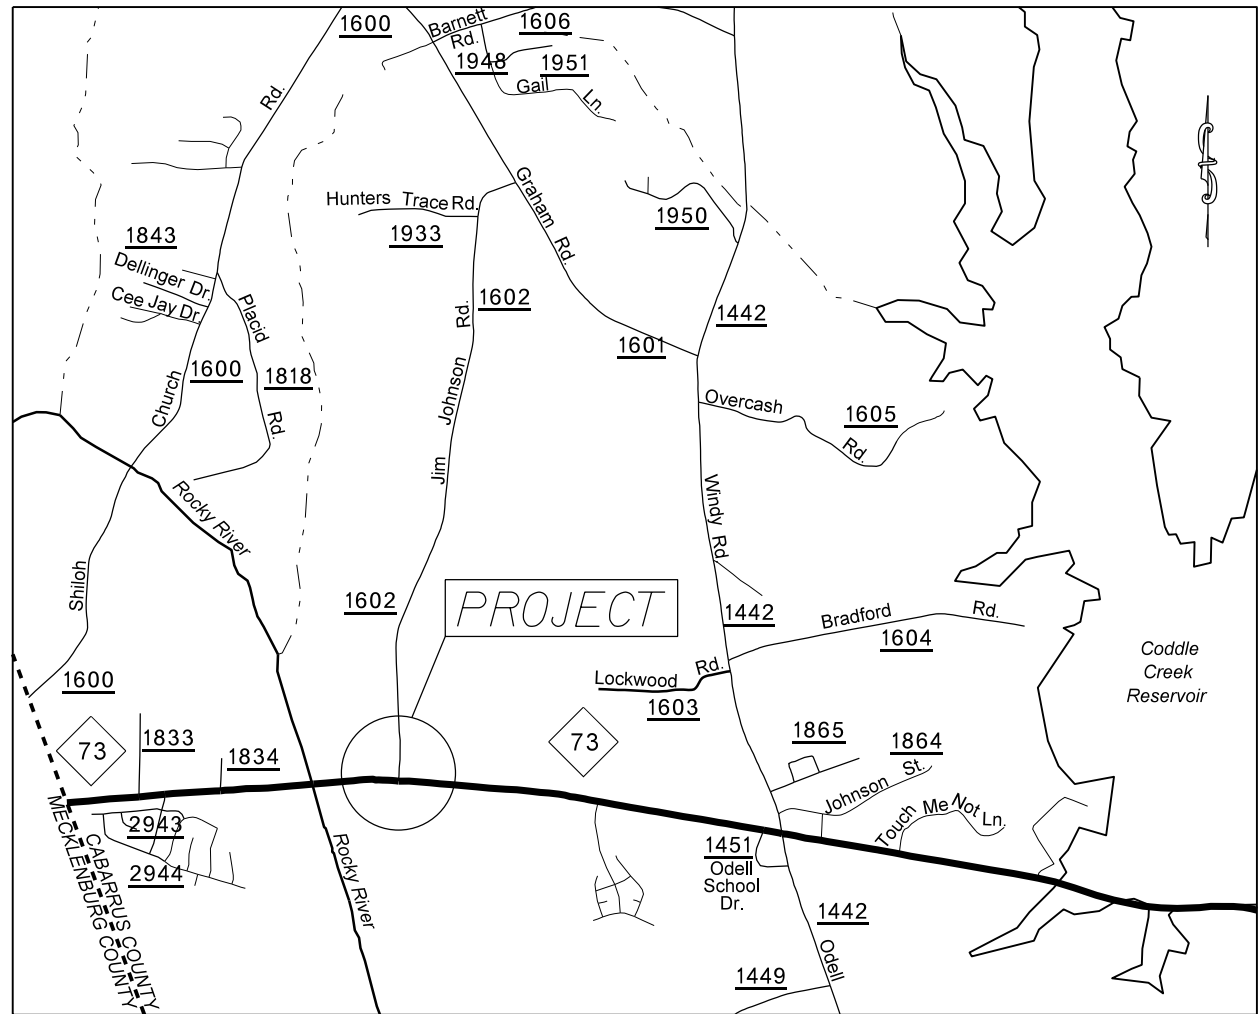 1600
Barnett
Rd.
1606
1948
1951
Gail
Ln.
Rd.
Hunters Trace Rd.
1933
Graham Rd.
1950
1843
Dellinger Dr.
Cee Jay Dr.
Placid
Rd.
1600
1818
Church
1602
Rd.
Johnson
Jim
1601
1442
Overcash
Rd.
1605
Rocky River
Windy Rd.
Shiloh
1602
PROJECT
1442
Bradford Rd.
1604
Lockwood Rd.
1603
1600
Coddle
Creek
Reservoir
73
1833
1834
73
1865
1864
Johnson St.
Touch Me Not Ln.
2943
2944
1451
Odell
School
Dr.
Rocky River
CABARRUS COUNTY
MECKLENBURG COUNTY
1442
Odell
1449